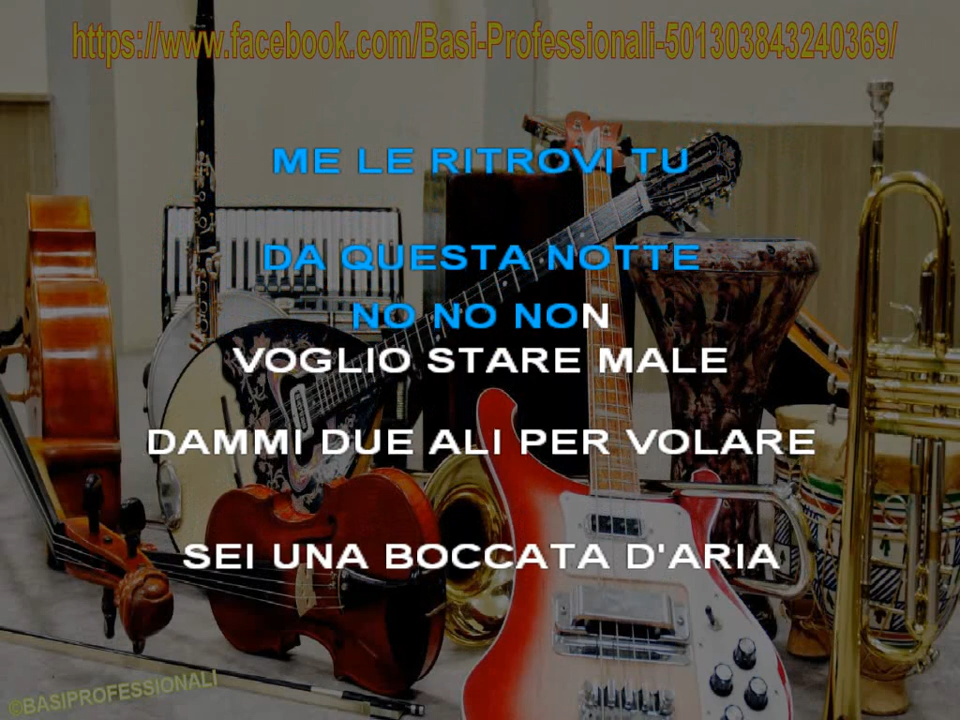 https://www.facebook.com/Basi-Professionali-501303843240369/
ME LE RITROVI TU
DA QUESTA NOTTE
NO NO NON
VOGLIO STARE MALE
DAMMI DUE ALI PER VOLARE
SEI UNA BOCCATA D'ARIA
©BASIPROFESSIONALI